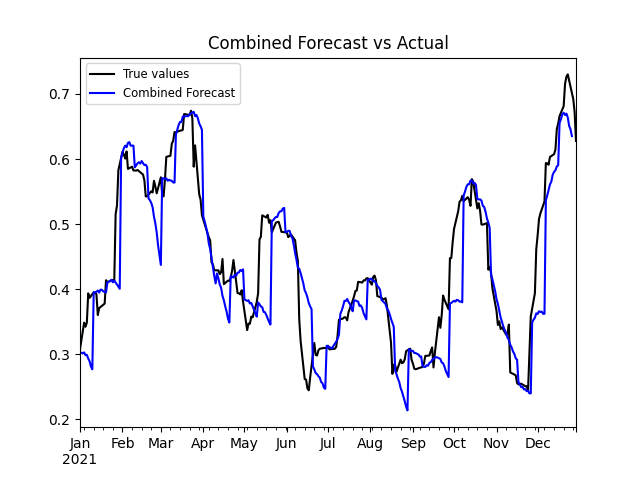 Combined Forecast vs Actual
True values
Combined Forecast
0.7
0.6
0.5
0.4
0.3
0.2
Jan Feb Mar Apr May Jun Jul Aug Sep Oct Nov Dec
2021